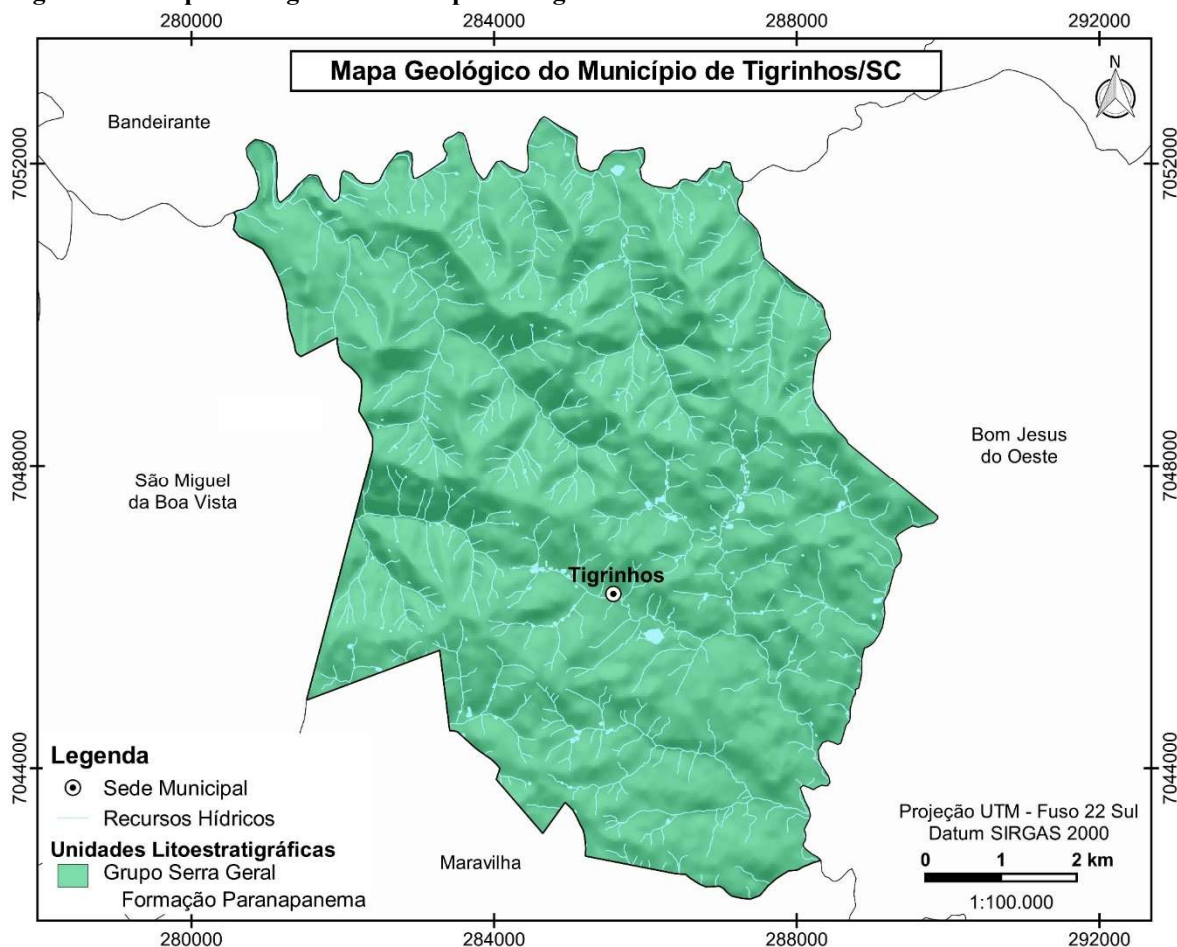 280000 284000 288000 292000
Mapa Geológico do Município de Tigrinhos/SC
N
Bandeirante
7052000 7052000
Bom Jesus
do Oeste
7048000 7048000
São Miguel
da Boa Vista
Tigrinhos
Legenda
Sede Municipal
Recursos Hídricos
Unidades Litoestratigráficas
Grupo Serra Geral
Formação Paranapanema
7044000 7044000
Maravilha
Projeção UTM - Fuso 22 Sul
Datum SIRGAS 2000
0 1 2 km
1:100.000
280000 284000 288000 292000